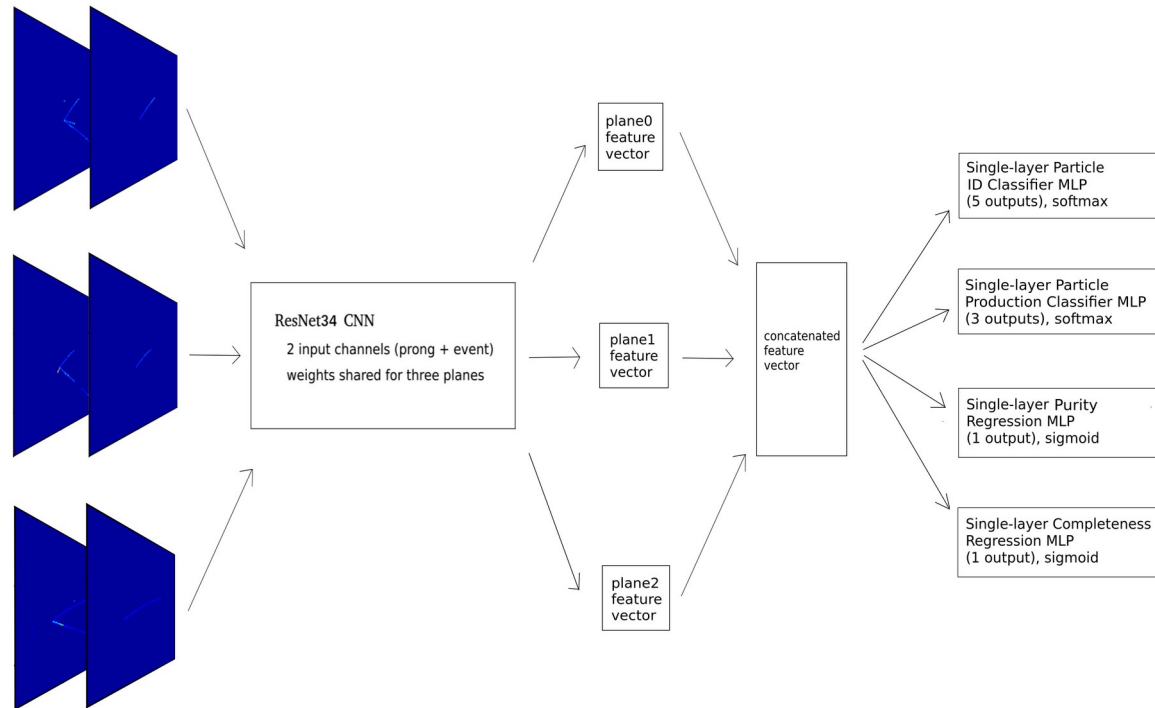 plane0
feature
vector
ResNet34 CNN
2 input channels (prong + event)
weights shared for three planes
plane1
feature
vector
plane2
feature
vector
concatenated
feature
vector
Single-layer Particle
ID Classifier MLP
(5 outputs), softmax
Single-layer Particle
Production Classifier MLP
(3 outputs), softmax
Single-layer Purity
Regression MLP
(1 output), sigmoid
Single-layer Completeness
Regression MLP
(1 output), sigmoid